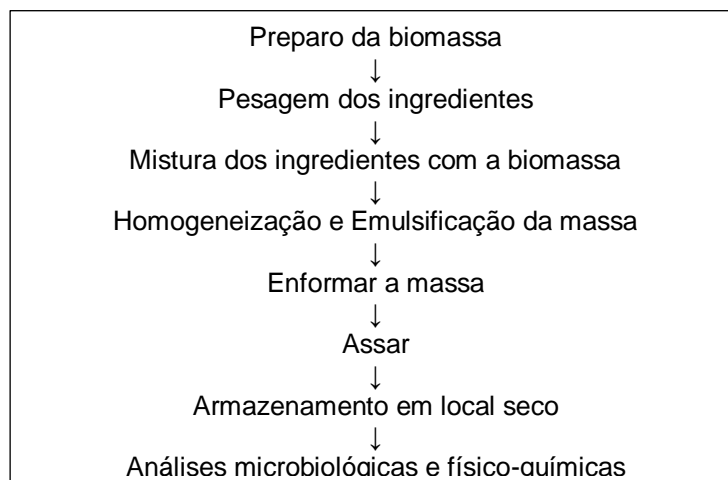 Preparo da biomassa
↓
Pesagem dos ingredientes
↓
Mistura dos ingredientes com a biomassa
↓
Homogeneização e Emulsificação da massa
↓
Enformar a massa
↓
Assar
↓
Armazenamento em local seco
↓
Análises microbiológicas e físico-químicas